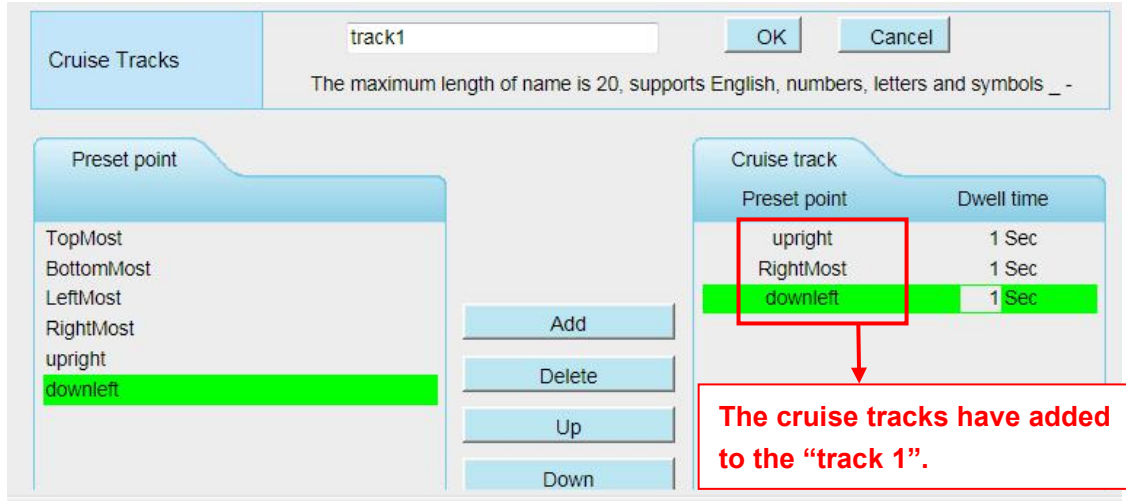 track1 OK Cancel
Cruise Tracks
The maximum length of name is 20, supports English, numbers, letters and symbols _ -
Preset point
TopMost
BottomMost
LeftMost
RightMost
upright
downleft
Add
Delete
Up
Down
Cruise track
Preset point Dwell time
upright 1 Sec
RightMost 1 Sec
downleft 1 Sec
The cruise tracks have added
to the “track 1”.